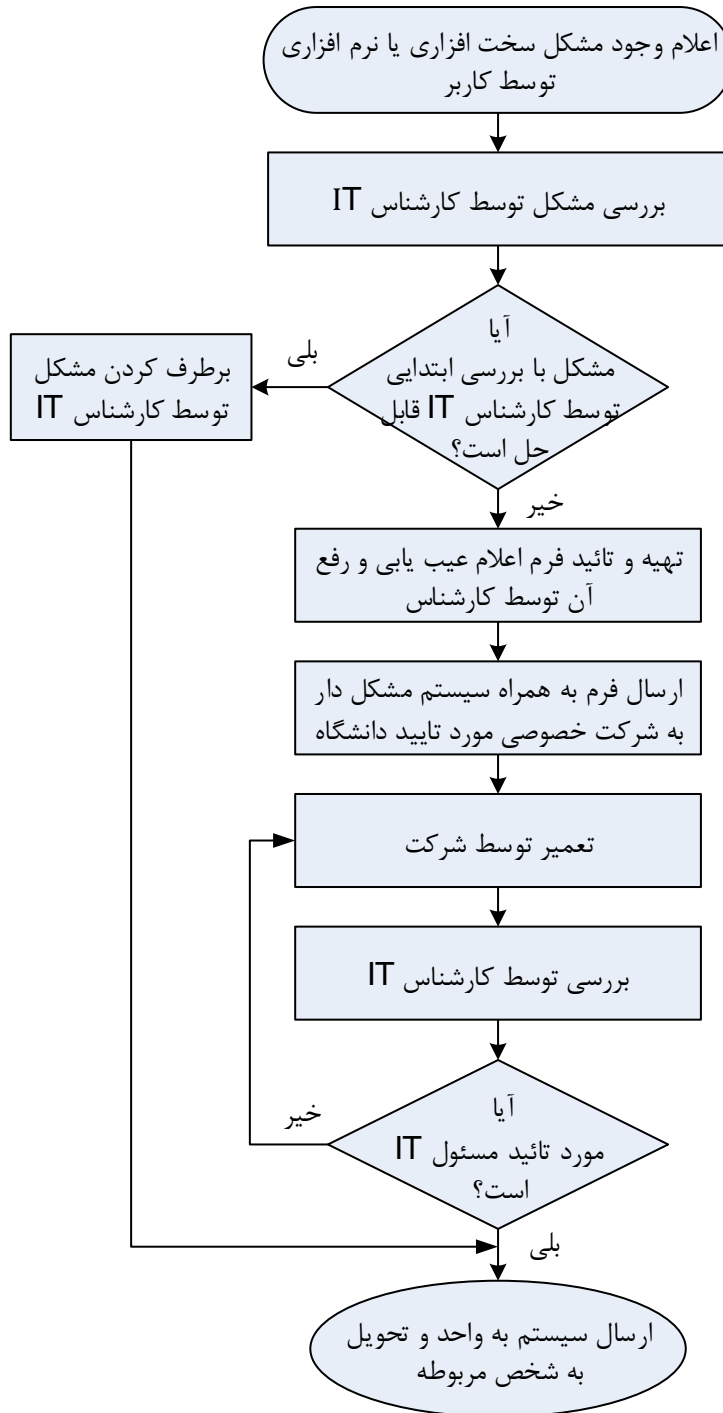 اعلام وجود مشکل سخت افزاری یا نرم افزاری
توسط کاربر
بررسی مشکل توسط کارشناس IT
آیا
مشکل با بررسی ابتدایی
توسط کارشناس IT قابل
حل است؟
بلی
برطرف کردن مشکل
توسط کارشناس IT
خیر
تهیه و تائید فرم اعلام عیب یابی و رفع
آن توسط کارشناس
ارسال فرم به همراه سیستم مشکل دار
به شرکت خصوصی مورد تایید دانشگاه
تعمیر توسط شرکت
بررسی توسط کارشناس IT
آیا
مورد تائید مسئول IT
است؟
خیر
بلی
ارسال سیستم به واحد و تحویل
به شخص مربوطه